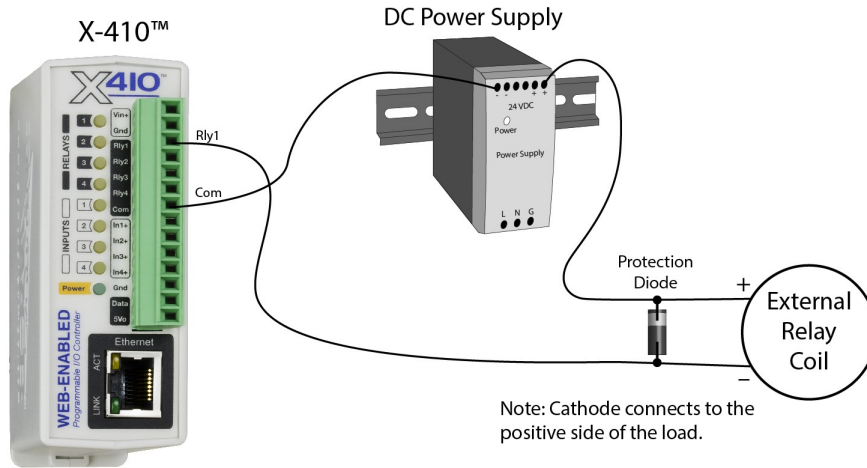 X-410™
DC Power Supply
X410™
RELAYS
1
2
3
4
INPUTS
1
2
3
4
Power
Vin+
Gnd
Rly1
Rly2
Rly3
Rly4
Com
In1+
In2+
In3+
In4+
Gnd
Data
5Vo
Ethernet
ACT
LINK
WEB-ENABLED
Programmable I/O Controller
Rly1
Com
- - + +
24 VDC
Power
Power Supply
L N G
Protection
Diode
+
External
Relay
Coil
–
Note: Cathode connects to the
positive side of the load.